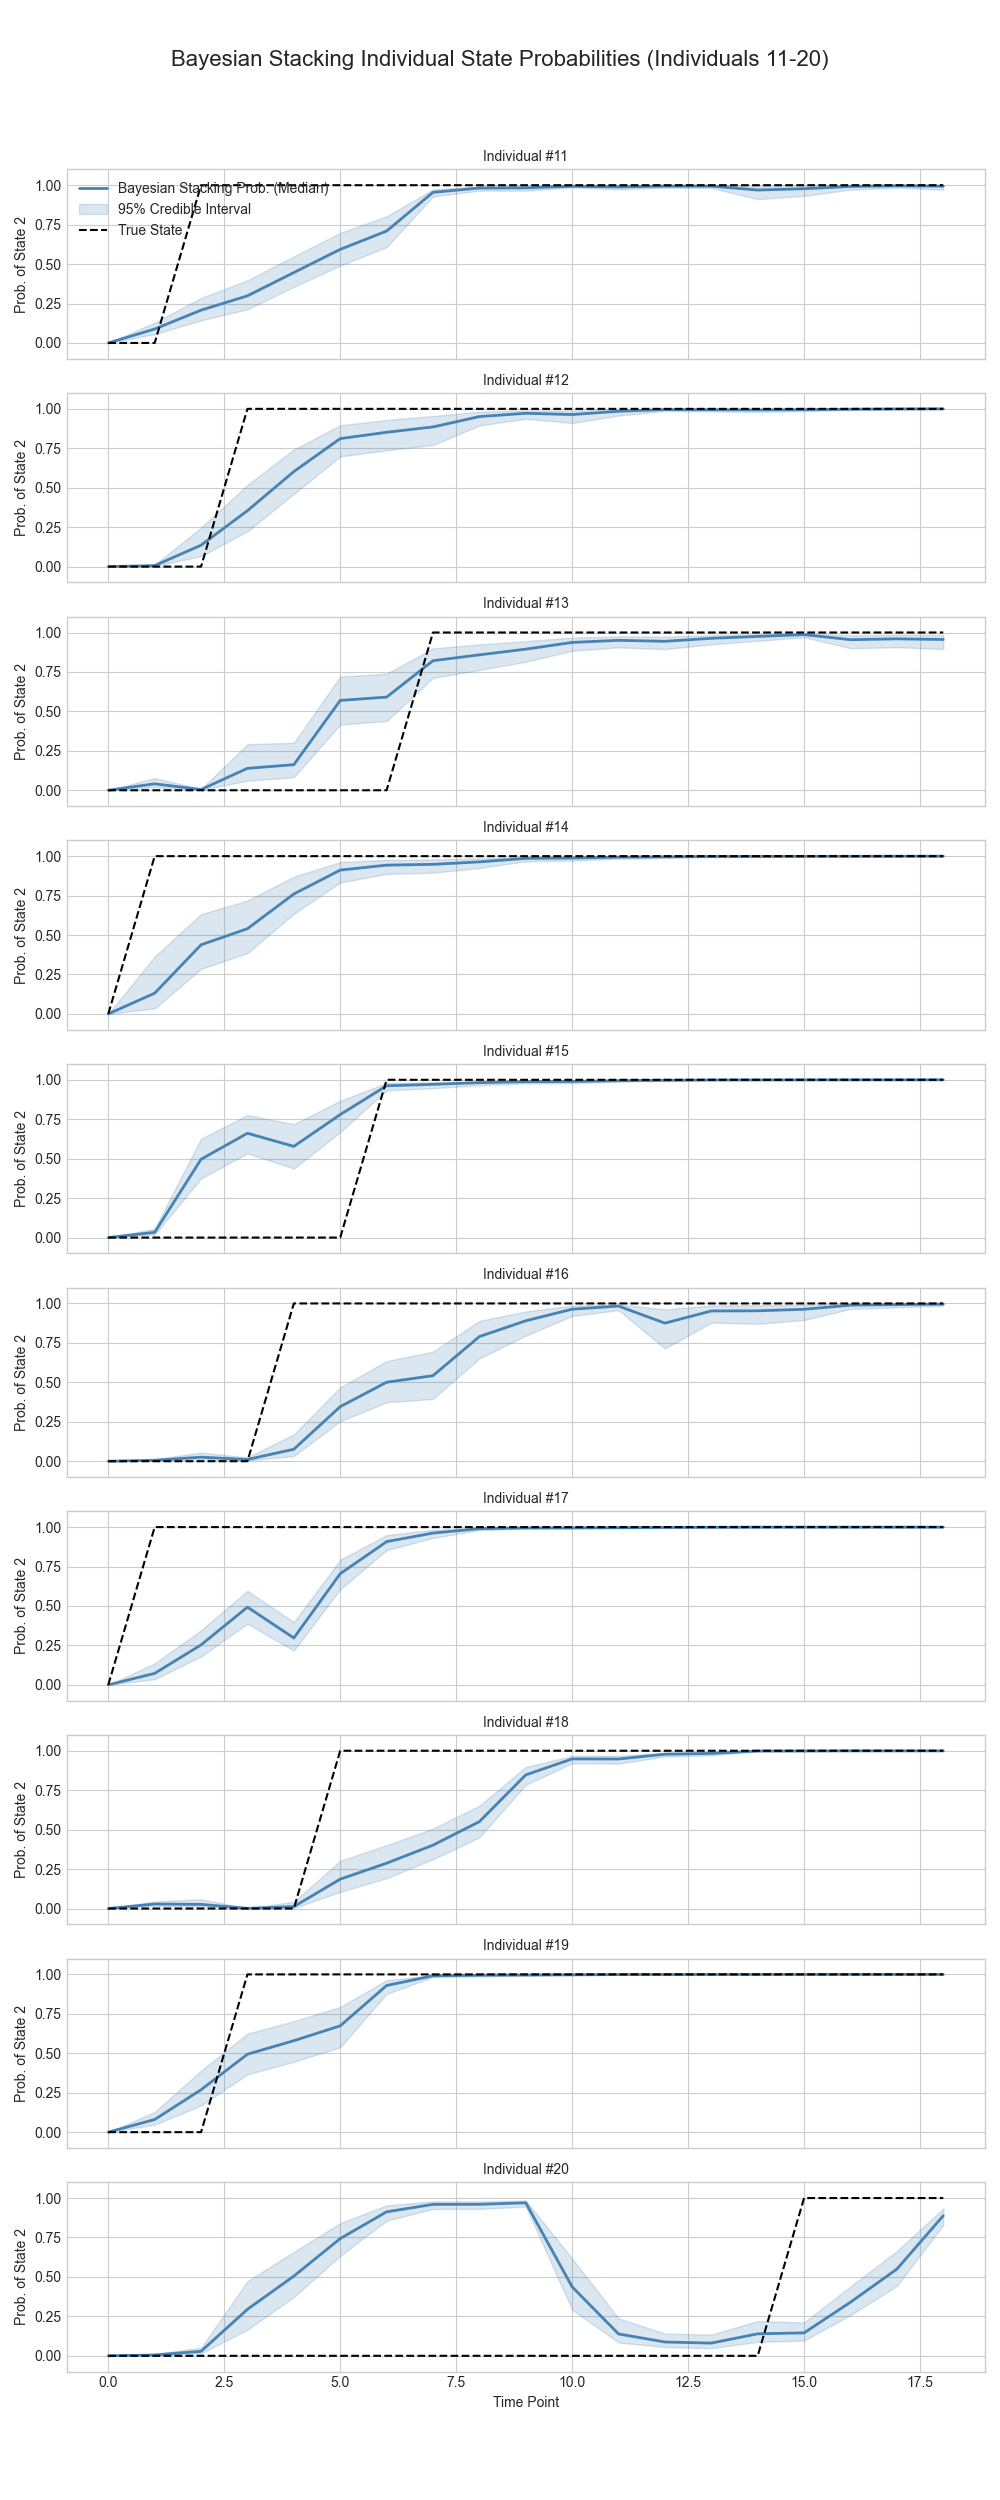 Bayesian Stacking Individual State Probabilities (Individuals 11-20)
Individual #11
Bayesian Stacking Prob. (Median)
95% Credible Interval
True State
1.00
0.75
0.50
0.25
0.00
Prob. of State 2
Individual #12
1.00
0.75
0.50
0.25
0.00
Prob. of State 2
Individual #13
1.00
0.75
0.50
0.25
0.00
Prob. of State 2
Individual #14
1.00
0.75
0.50
0.25
0.00
Prob. of State 2
Individual #15
1.00
0.75
0.50
0.25
0.00
Prob. of State 2
Individual #16
1.00
0.75
0.50
0.25
0.00
Prob. of State 2
Individual #17
1.00
0.75
0.50
0.25
0.00
Prob. of State 2
Individual #18
1.00
0.75
0.50
0.25
0.00
Prob. of State 2
Individual #19
1.00
0.75
0.50
0.25
0.00
Prob. of State 2
Individual #20
1.00
0.75
0.50
0.25
0.00
Prob. of State 2
0.0 2.5 5.0 7.5 10.0 12.5 15.0 17.5
Time Point